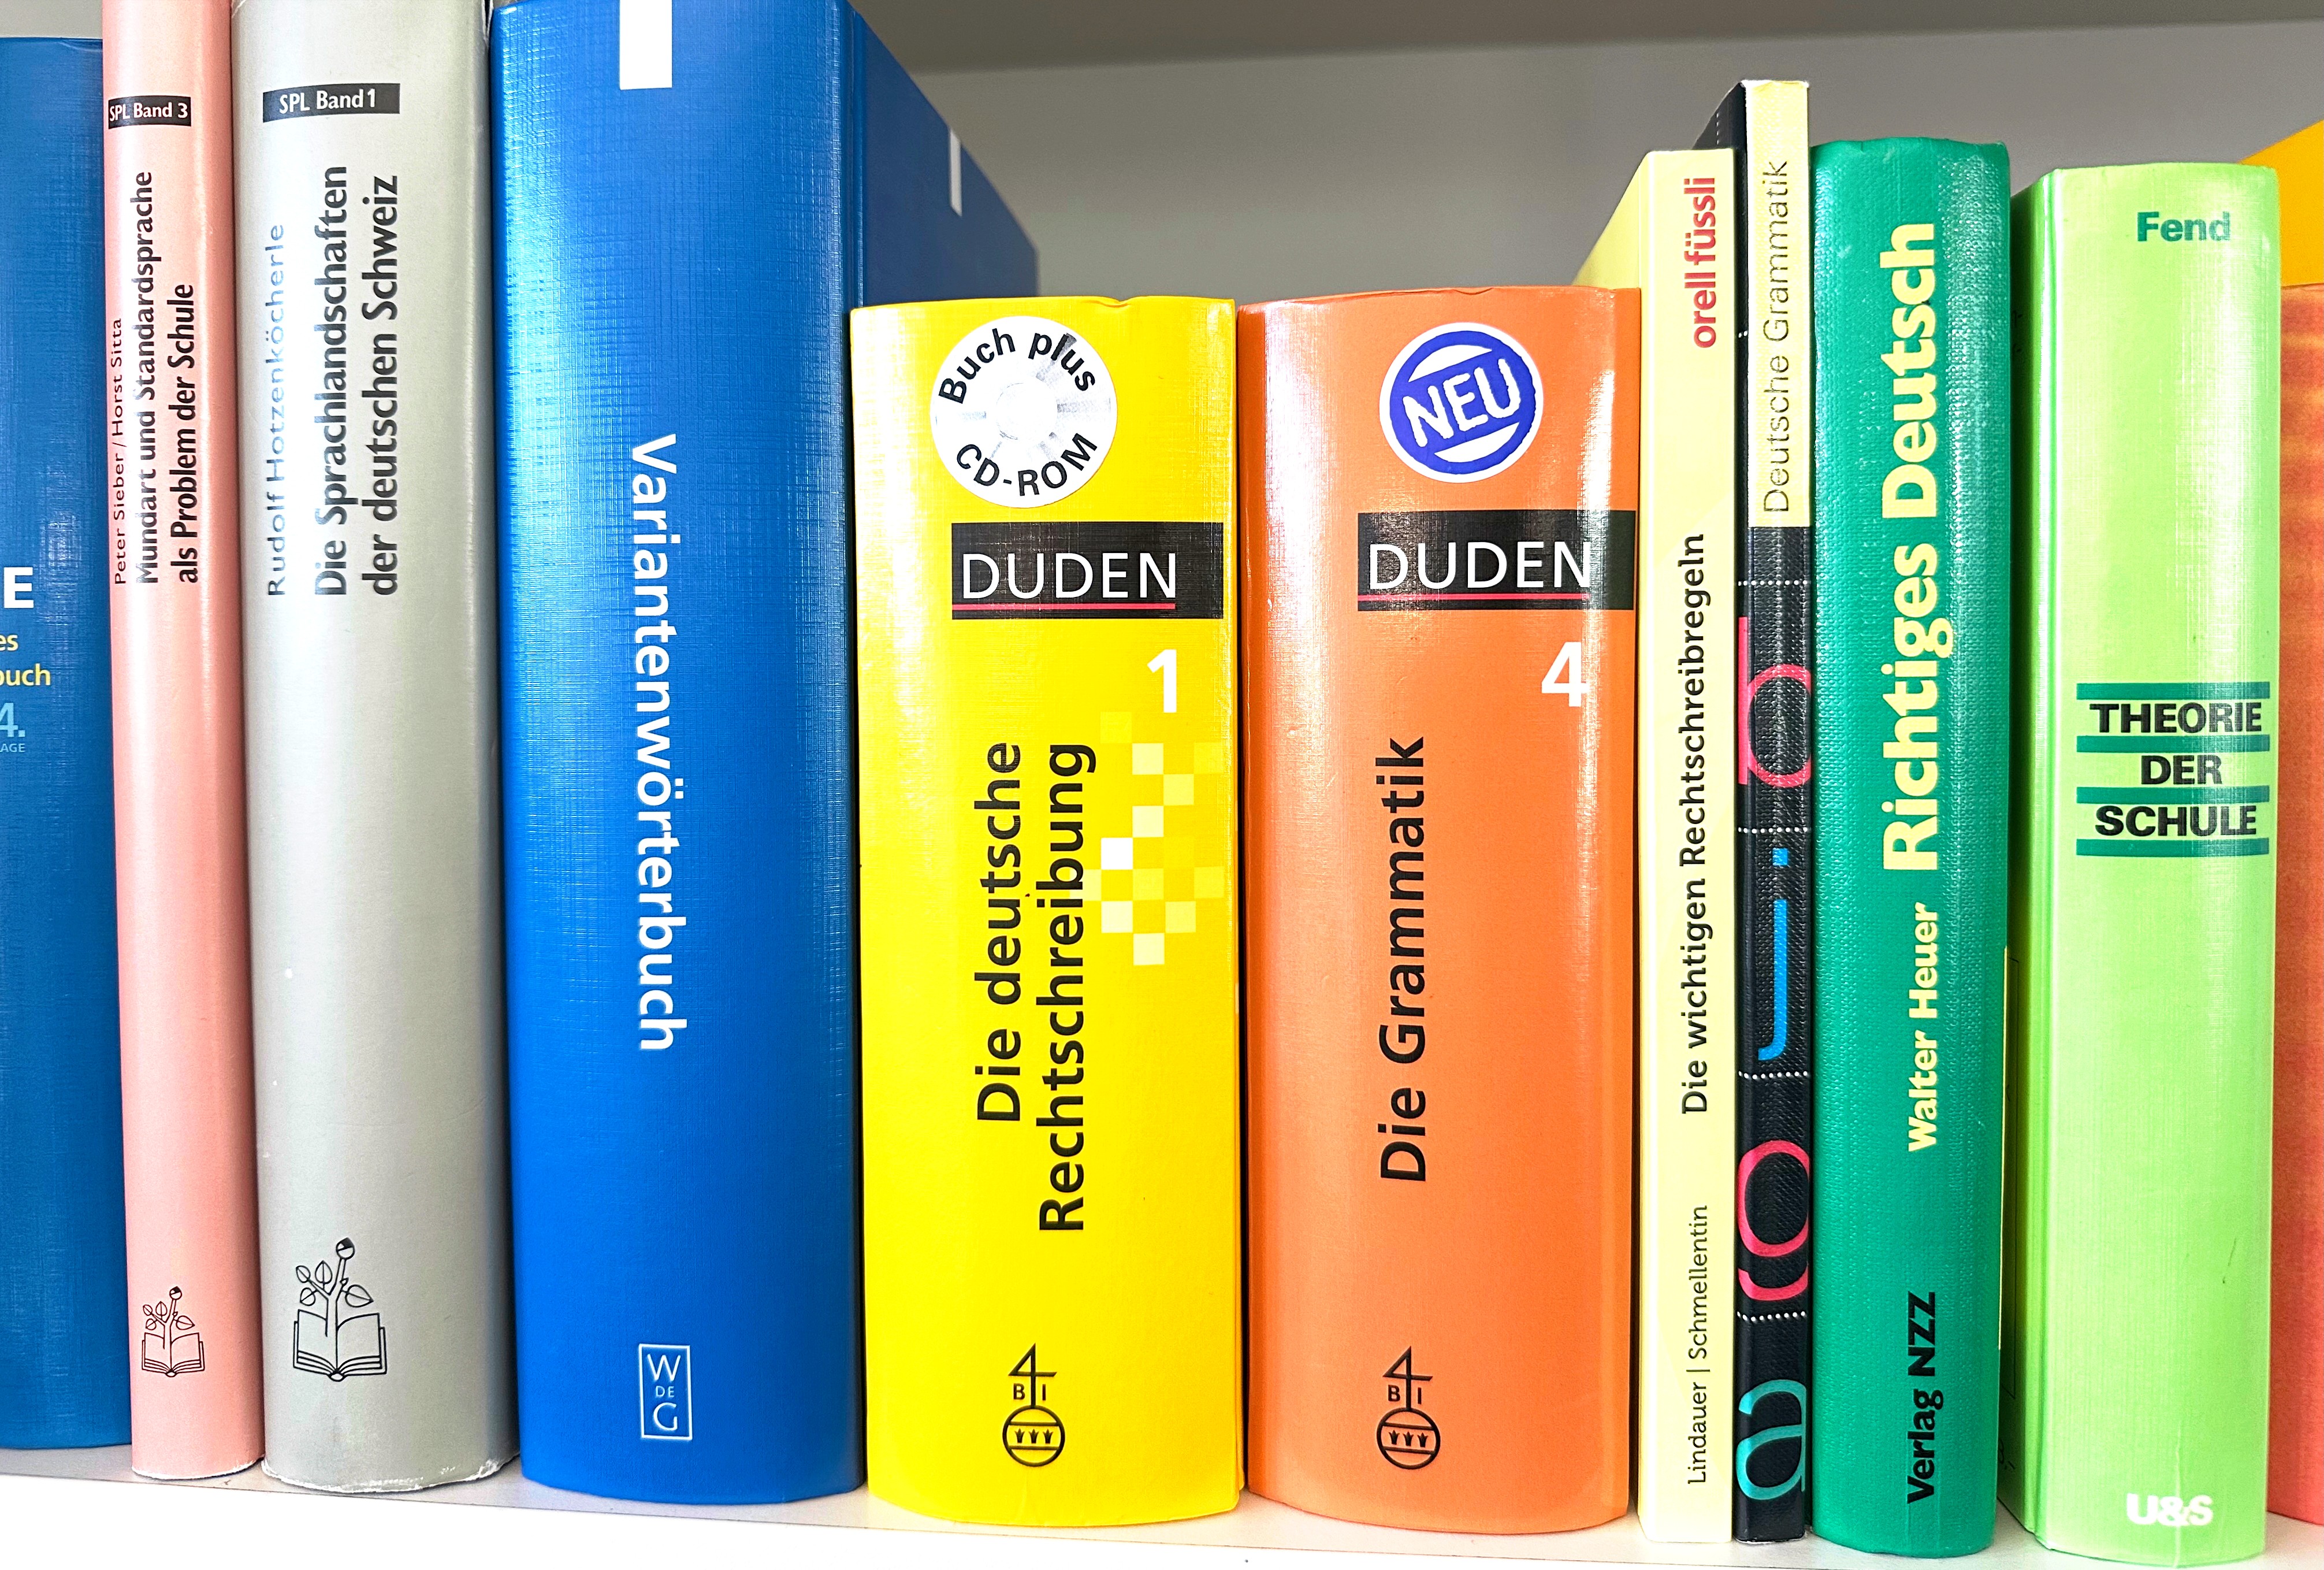 E
es
buch
4.
AGE
SPL Band 3
Peter Sieber / Horst Sitta
Mundart und Standardsprache
als Problem der Schule
SPL Band 1
Rudolf Hotzenköcherle
Die Sprachlandschaften
der deutschen Schweiz
Variantenwörterbuch
W
DE
G
Buch plus
CD-ROM
DUDEN
1
Die deutsche
Rechtschreibung
B I
NEU
DUDEN
4
Die Grammatik
B I
Lindauer | Schmellentin
Die wichtigen Rechtschreibregeln
orell füssli
Deutsche Grammatik
b
j
a
Verlag NZZ
Walter Heuer
Richtiges Deutsch
Fend
THEORIE
DER
SCHULE
U&S